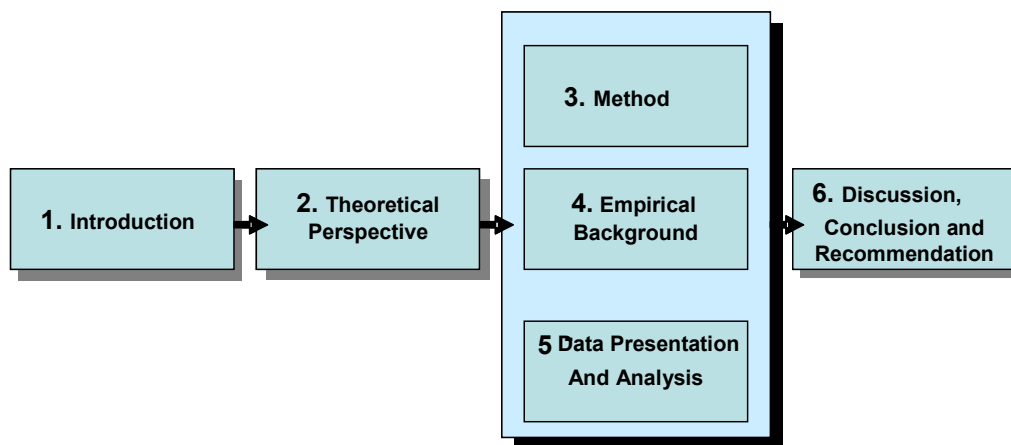 1. Introduction
2. Theoretical
Perspective
3. Method
4. Empirical
Background
5 Data Presentation
And Analysis
6. Discussion,
Conclusion and
Recommendation